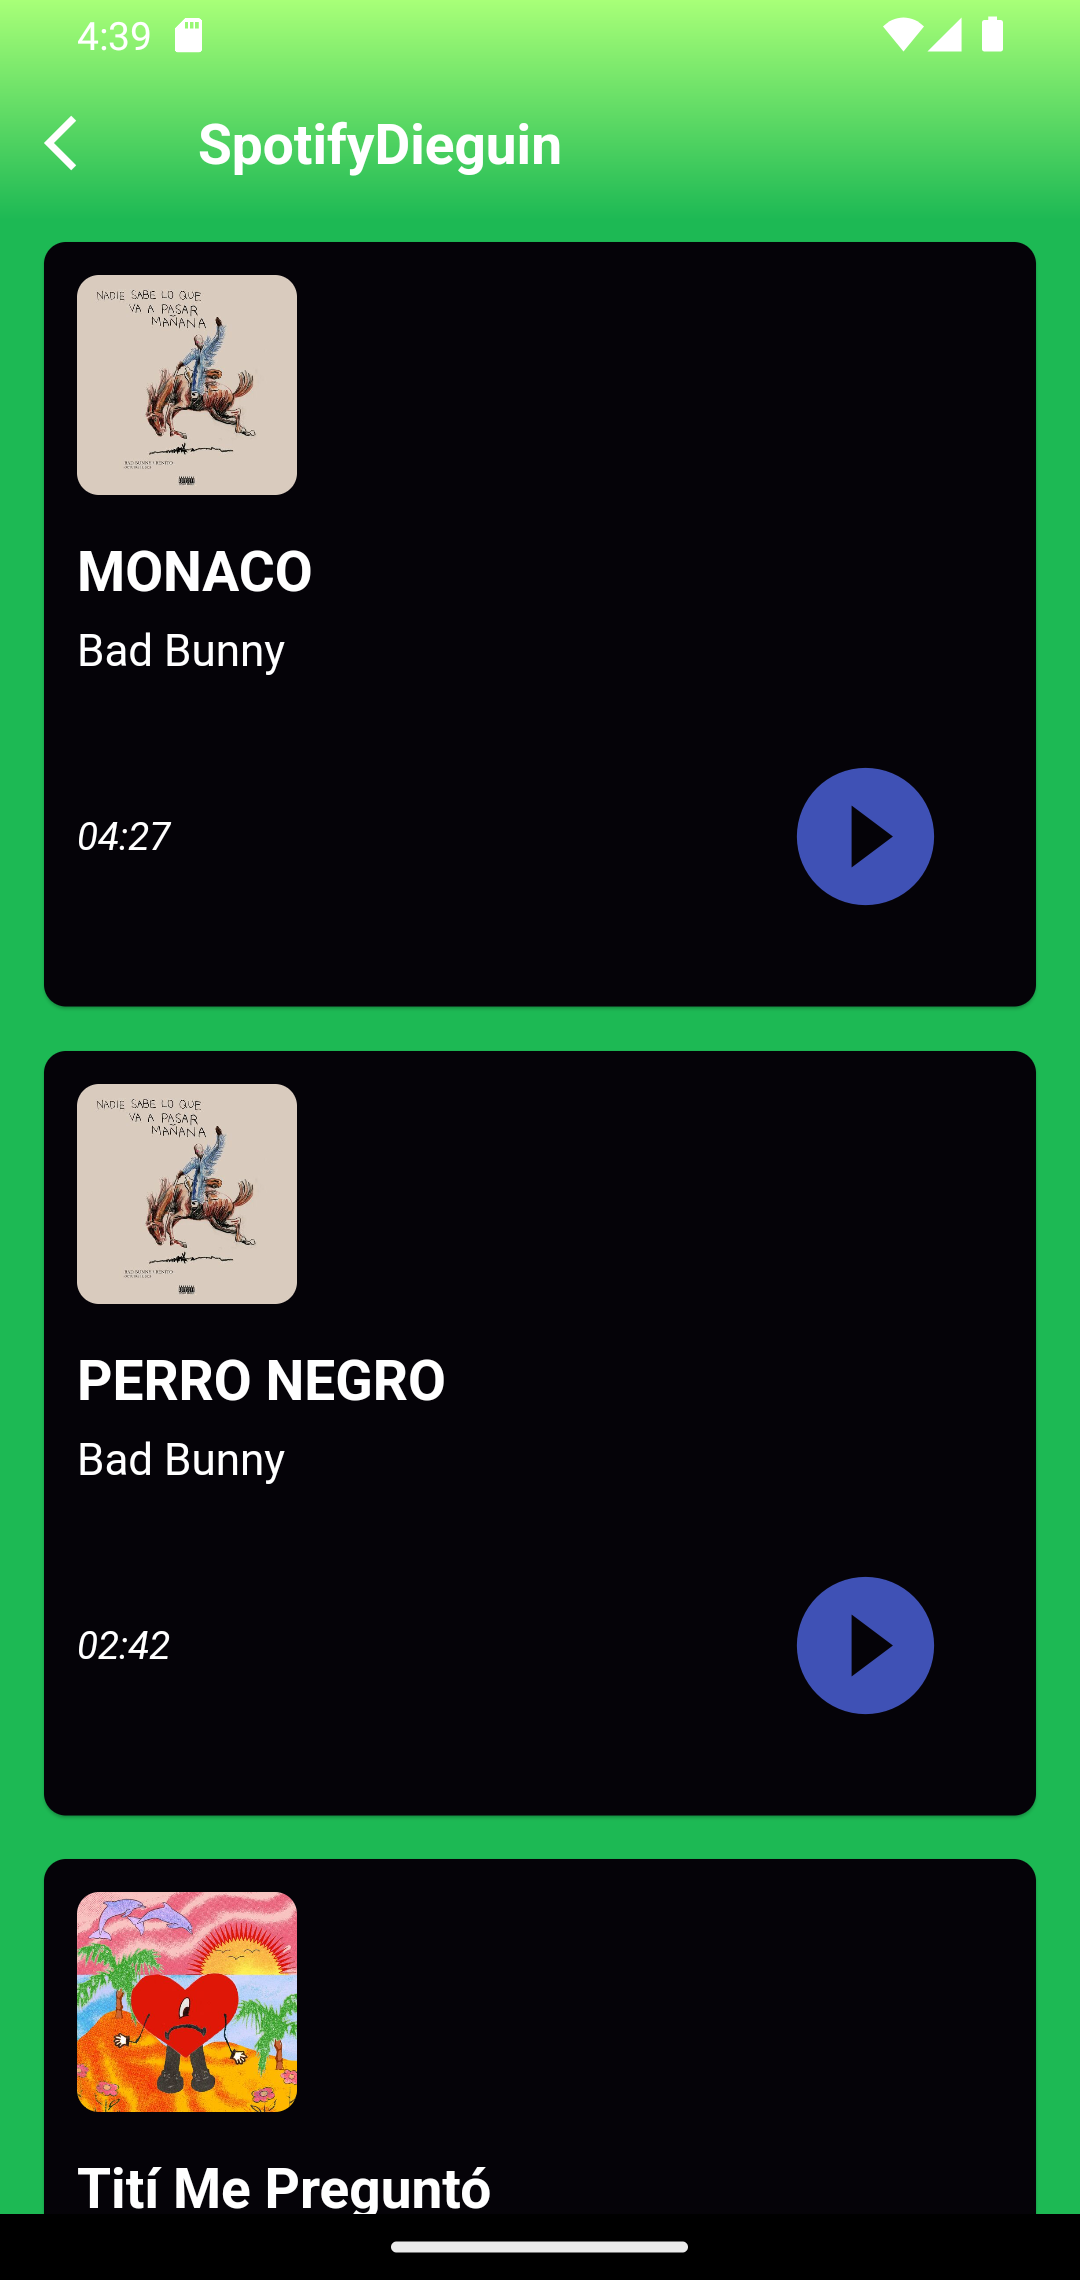 4:39
SpotifyDieguin
NADIE SABE LO QUE
VA A PASAR
MAÑANA
MONACO
Bad Bunny
04:27
NADIE SABE LO QUE
VA A PASAR
MAÑANA
PERRO NEGRO
Bad Bunny
02:42
Tití Me Preguntó